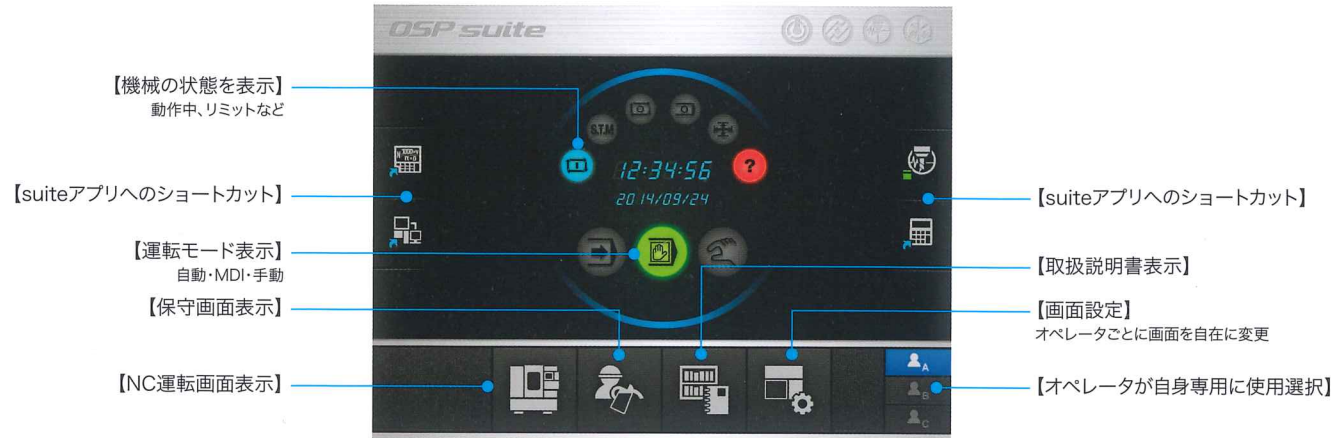 OSP suite
【機械の状態を表示】
動作中、リミットなど
S.T.M
?
12:34:56
2014/09/24
N 1000=Y
【suiteアプリへのショートカット】
【suiteアプリへのショートカット】
【運転モード表示】
自動・MDI・手動
【取扱説明書表示】
【保守画面表示】
【画面設定】
オペレータごとに画面を自在に変更
【NC運転画面表示】
A
B
C
【オペレータが自身専用に使用選択】